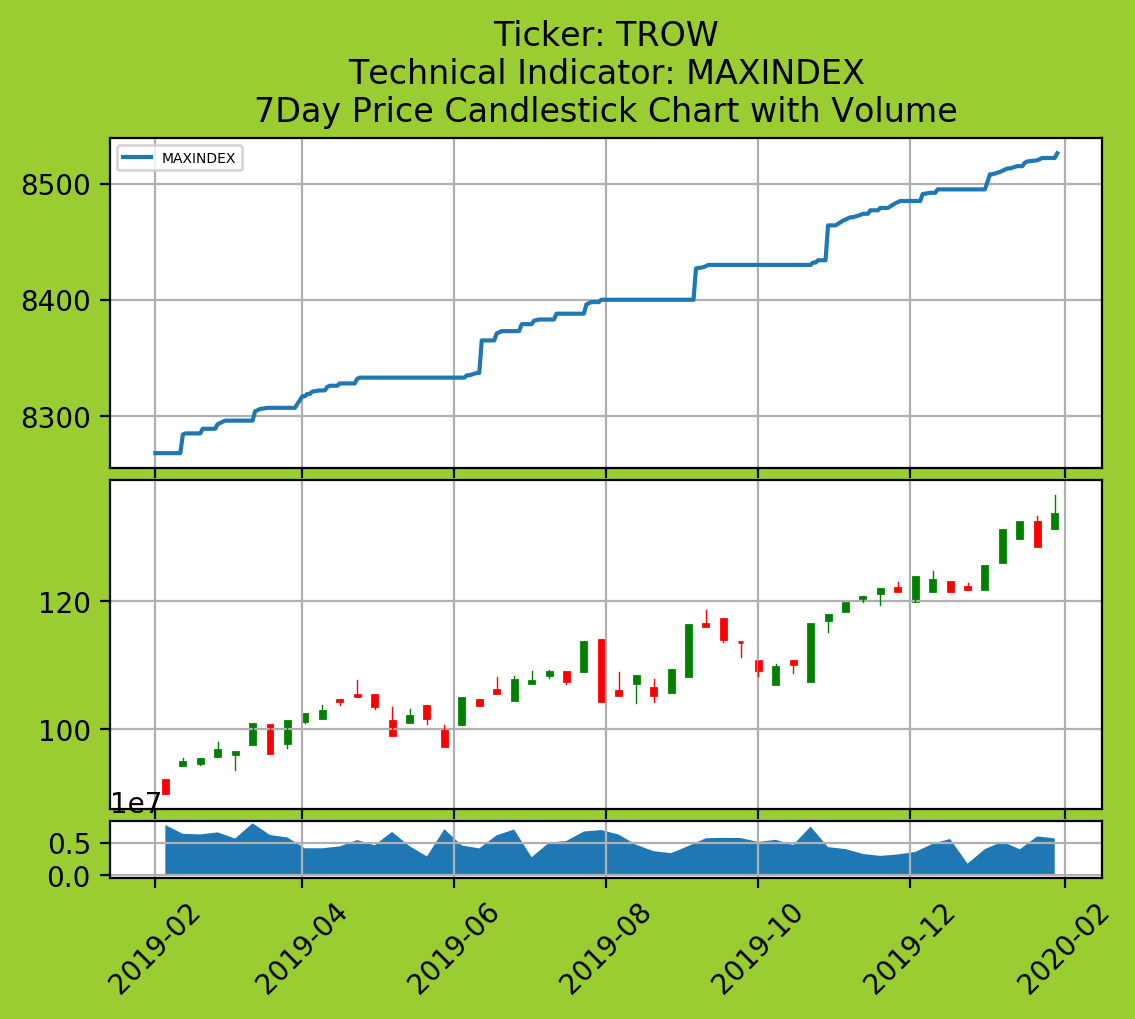 Ticker: TROW
Technical Indicator: MAXINDEX
7Day Price Candlestick Chart with Volume
MAXINDEX
8500
8400
8300
120
100
1e7
0.5
0.0
2019-02
2019-04
2019-06
2019-08
2019-10
2019-12
2020-02